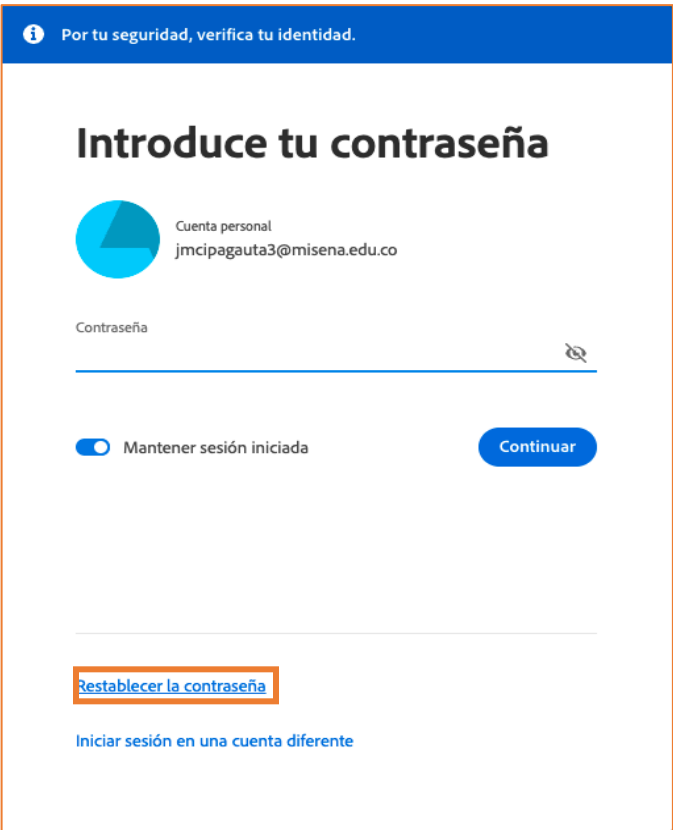 Por tu seguridad, verifica tu identidad.
Introduce tu contraseña
Cuenta personal
jmcipagauta3@misena.edu.co
Contraseña
Mantener sesión iniciada
Continuar
Restablecer la contraseña
Iniciar sesión en una cuenta diferente